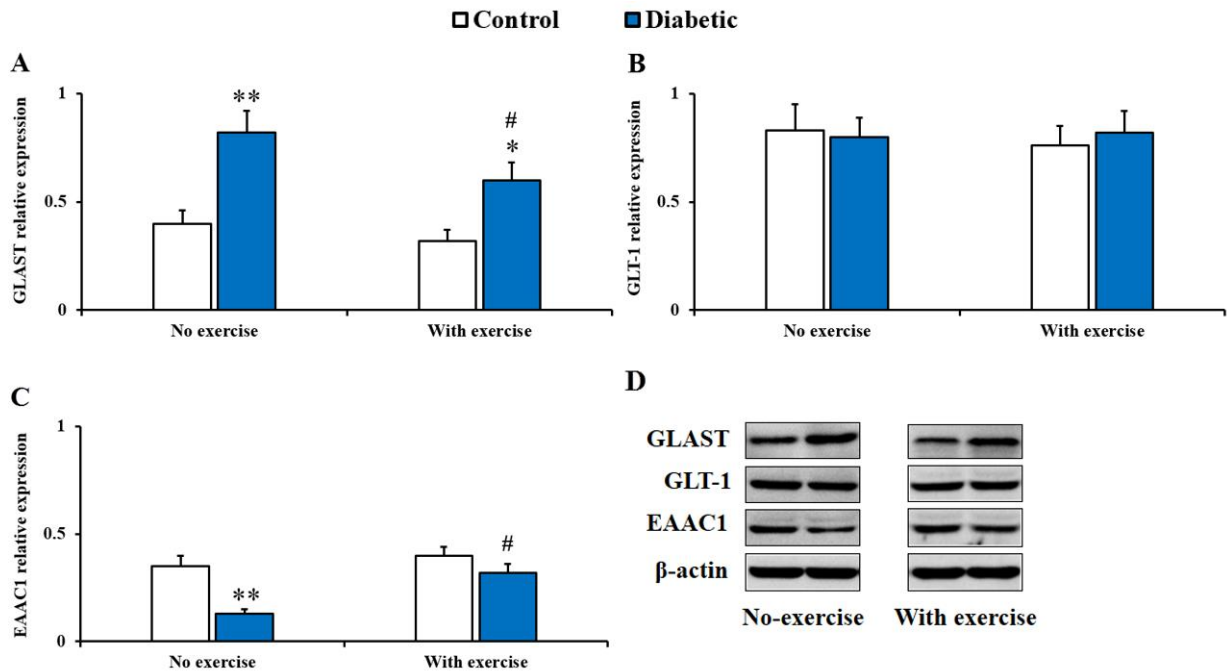 Control Diabetic
A
GLAST relative expression
1
0.5
0
**
#
*
No exercise With exercise
B
GLT-1 relative expression
1
0.5
0
No exercise With exercise
C
EAAC1 relative expression
1
0.5
0
**
#
No exercise With exercise
D
GLAST
GLT-1
EAAC1
β-actin
No-exercise With exercise